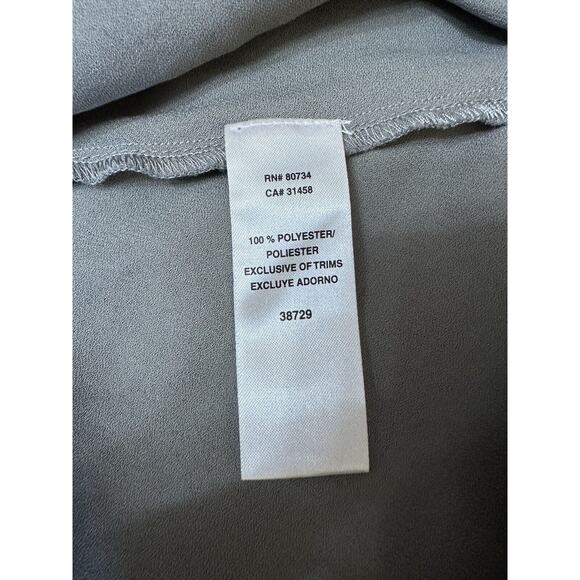 RN# 80734
CA# 31458
100 % POLYESTER/
POLIESTER
EXCLUSIVE OF TRIMS
EXCLUYE ADORNO
38729